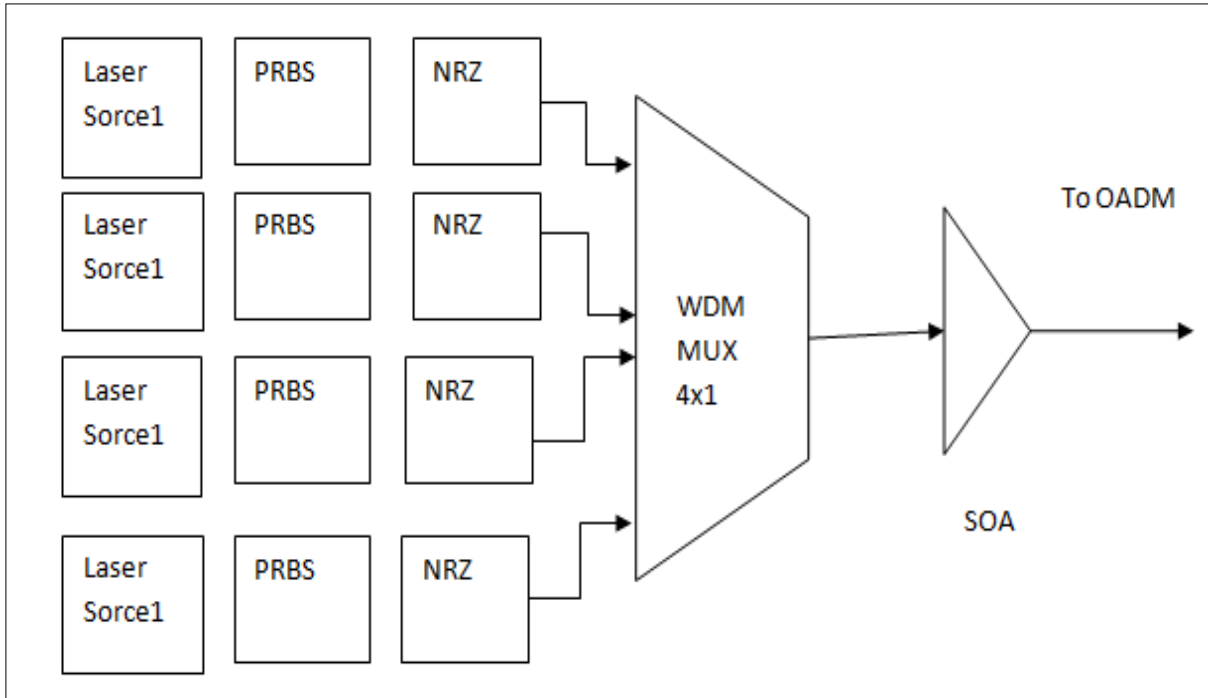 Laser
Sorce1
PRBS
NRZ
Laser
Sorce1
PRBS
NRZ
Laser
Sorce1
PRBS
NRZ
Laser
Sorce1
PRBS
NRZ
WDM
MUX
4x1
To OADM
SOA